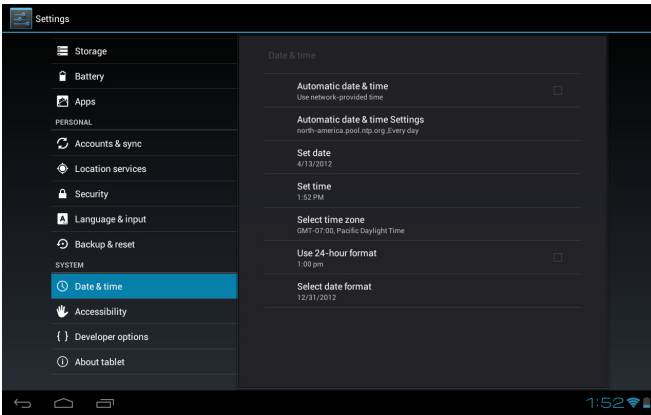 Settings
Storage
Battery
Apps
PERSONAL
Accounts & sync
Location services
Security
A Language & input
Backup & reset
SYSTEM
Date & time
Accessibility
{ } Developer options
About tablet
Date & time
Automatic date & time
Use network-provided time
Automatic date & time Settings
north-america.pool.ntp.org ,Every day
Set date
4/13/2012
Set time
1:52 PM
Select time zone
GMT-07:00, Pacific Daylight Time
Use 24-hour format
1:00 pm
Select date format
12/31/2012
1:52